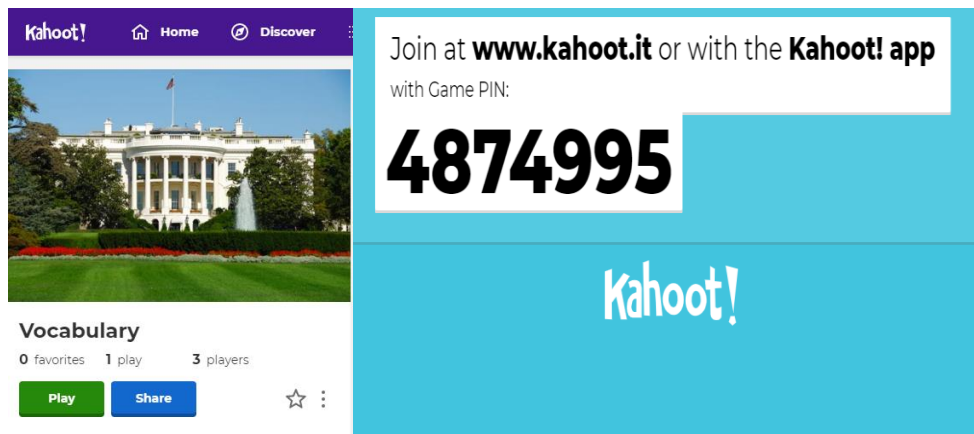 Kahoot! Home Discover
Vocabulary
0 favorites 1 play 3 players
Play Share
Join at www.kahoot.it or with the Kahoot! app
with Game PIN:
4874995
Kahoot!